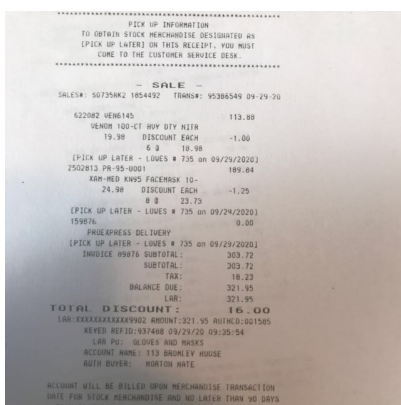 PICK UP INFORMATION
TO OBTAIN STOCK MERCHANDISE DESIGNATED AS
[PICK UP LATER] ON THIS RECEIPT, YOU MUST
COME TO THE CUSTOMER SERVICE DESK.
- SALE -
SALES#: S0735RK2 1854492 TRANS#: 95386549 09-29-20
622082 VEN6145 113.88
VENOM 100-CT HVY DTY NITR
19.98 DISCOUNT EACH -1.00
6 @ 18.98
[PICK UP LATER - LOWES # 735 on 09/29/2020]
2502813 PR-95-0001 189.84
XAM-MED KN95 FACEMASK 10-
24.98 DISCOUNT EACH -1.25
8 @ 23.73
[PICK UP LATER - LOWES # 735 on 09/29/2020]
159876 0.00
PROEXPRESS DELIVERY
[PICK UP LATER - LOWES # 735 on 09/29/2020]
INVOICE 09876 SUBTOTAL: 303.72
SUBTOTAL: 303.72
TAX: 18.23
BALANCE DUE: 321.95
LAR: 321.95
TOTAL DISCOUNT: 16.00
LAR:XXXXXXXXXXXX9902 AMOUNT:321.95 AUTHCD:001585
KEYED REFID:937488 09/29/20 09:35:54
LAR PO: GLOVES AND MASKS
ACCOUNT NAME: 113 BROMLEY HOUSE
AUTH BUYER: MORTON NATE
ACCOUNT WILL BE BILLED UPON MERCHANDISE TRANSACTION
DATE FOR STOCK MERCHANDISE AND NO LATER THAN 90 DAYS